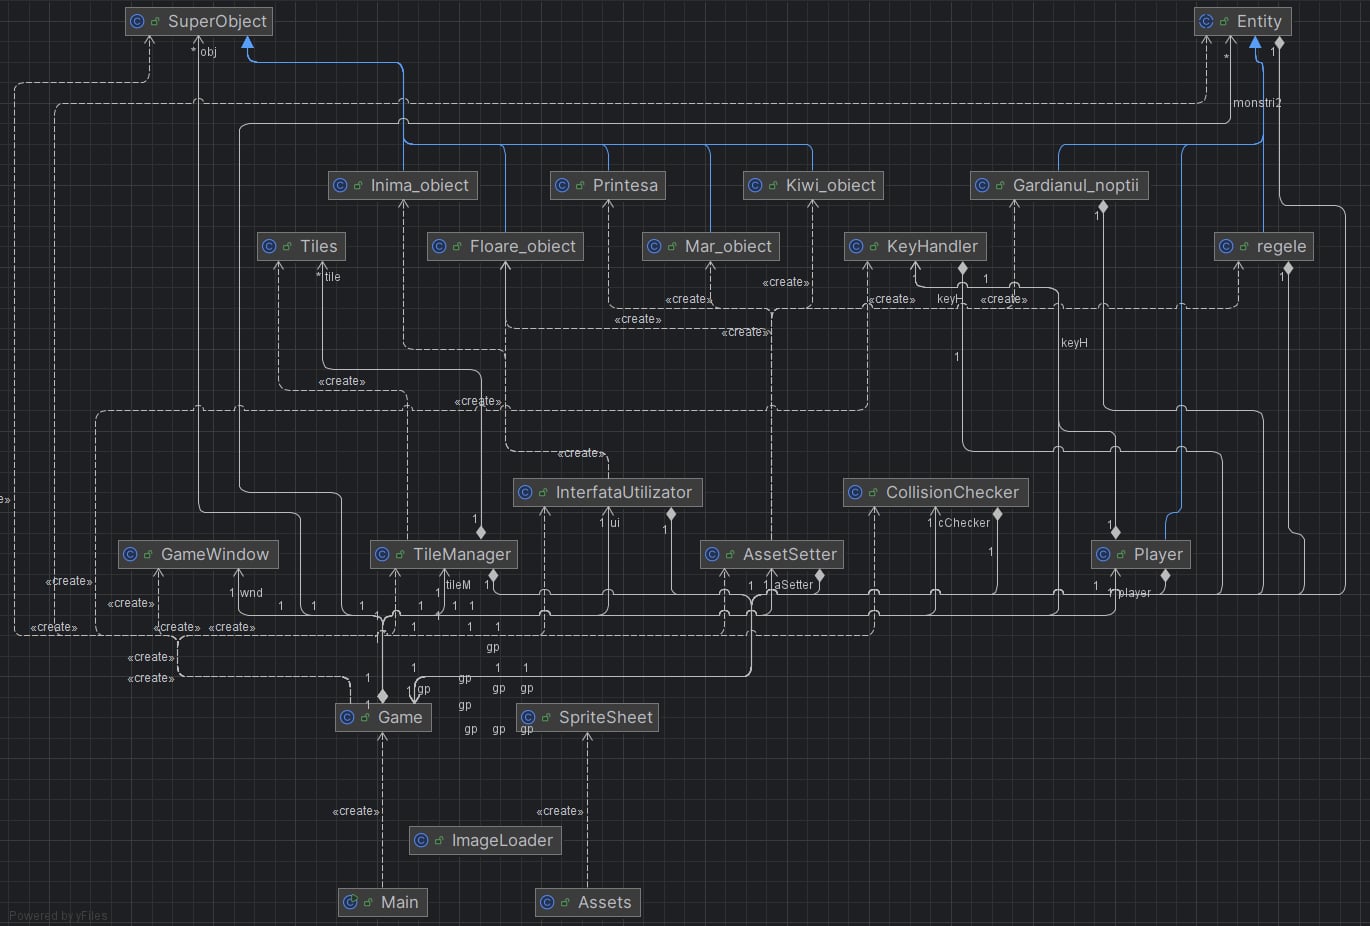 SuperObject
Entity
* obj
1
*
monstri2
Inima_obiect
Printesa
Kiwi_obiect
Gardianul_noptii
1
Tiles
Floare_obiect
Mar_obiect
KeyHandler
regele
* tile
«create»
1
1
1
«create»
«create»
keyH
«create»
«create»
«create»
keyH
1
«create»
«create»
«create»
InterfataUtilizator
CollisionChecker
1
1 ui
1
1 cChecker
1
1
GameWindow
TileManager
AssetSetter
Player
«create»
1 wnd
tileM
1
1
1 aSetter
1
1 player
«create»
1
1
1
1
1
1
1
1
«create»
«create»
«create»
1
1
1
1
gp
«create»
«create»
1
1
1
1
gp
1 gp
gp
gp
1
gp
Game
SpriteSheet
gp
gp
gp
«create»
«create»
ImageLoader
Main
Assets
Powered by yFiles